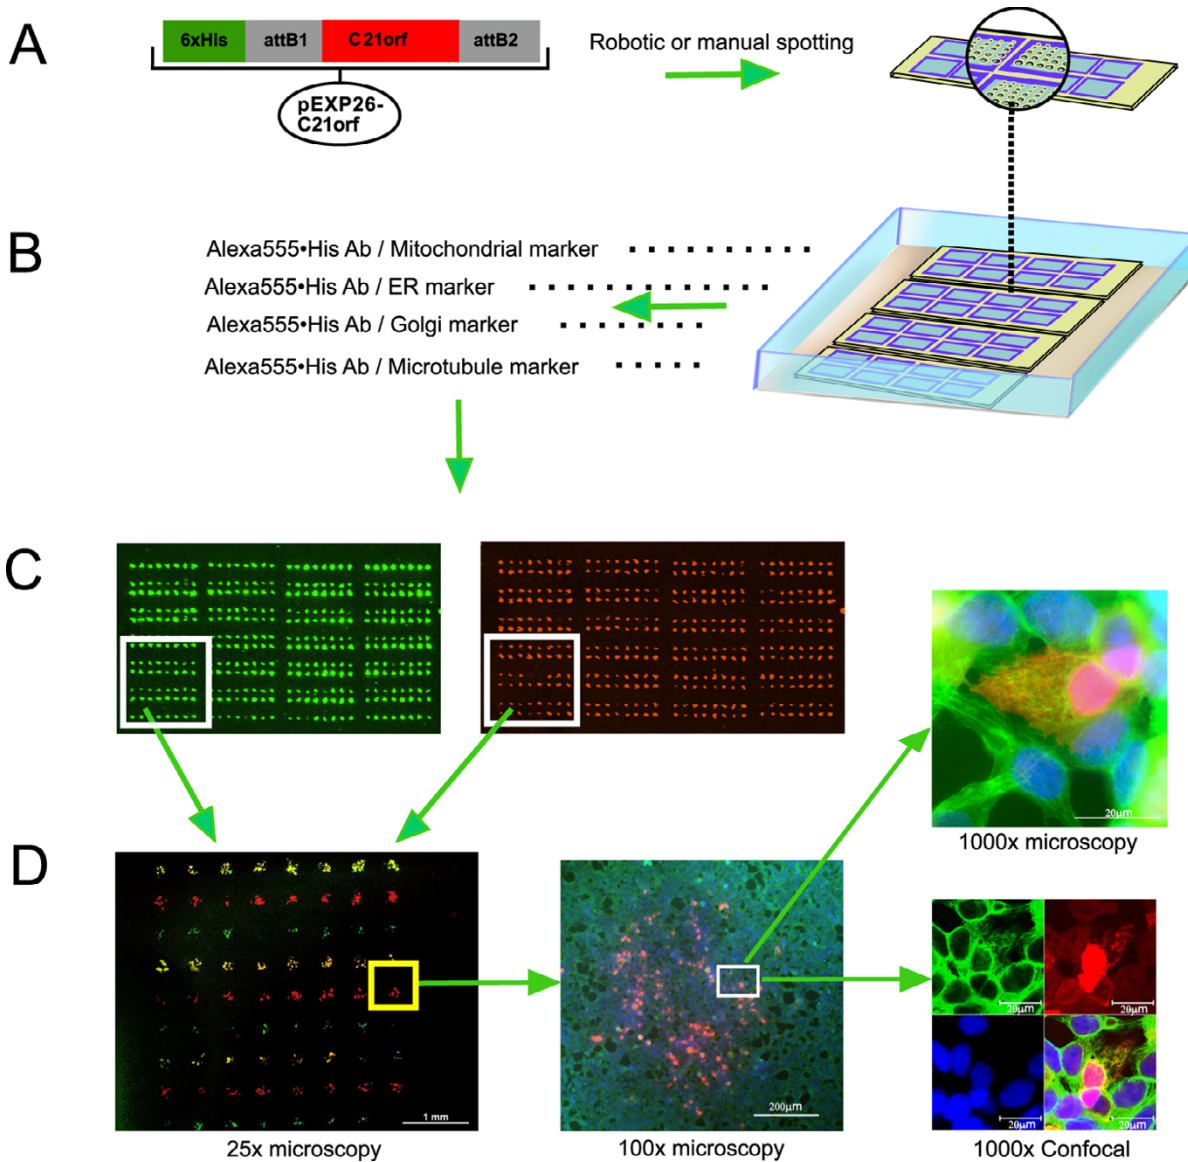 A
6xHis attB1 C21orf attB2
Robotic or manual spotting
pEXP26-
C21orf
B
Alexa555•His Ab / Mitochondrial marker
Alexa555•His Ab / ER marker
Alexa555•His Ab / Golgi marker
Alexa555•His Ab / Microtubule marker
C
20µm
1000x microscopy
D
1 mm
25x microscopy
200µm
100x microscopy
20µm
20µm
20µm
20µm
1000x Confocal